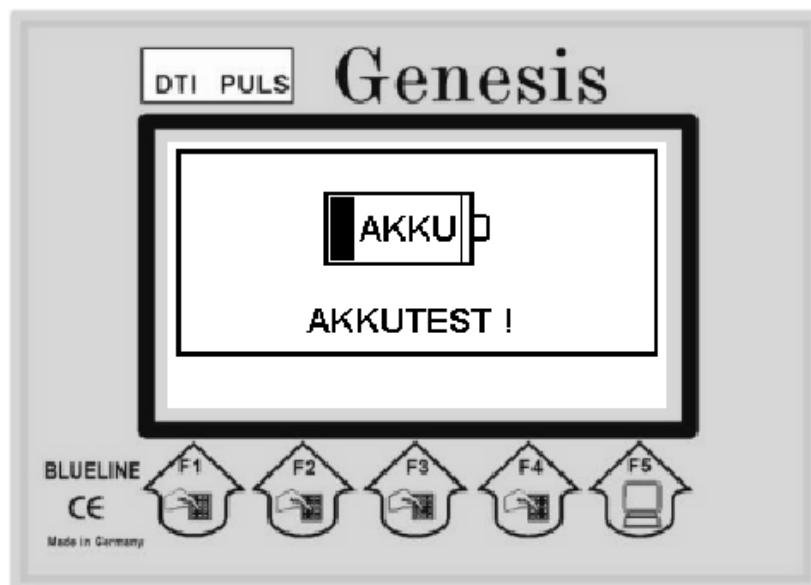 DTI PULS
Genesis
AKKU
AKKUTEST !
F1 F2 F3 F4 F5
BLUELINE
CE
Made in Germany